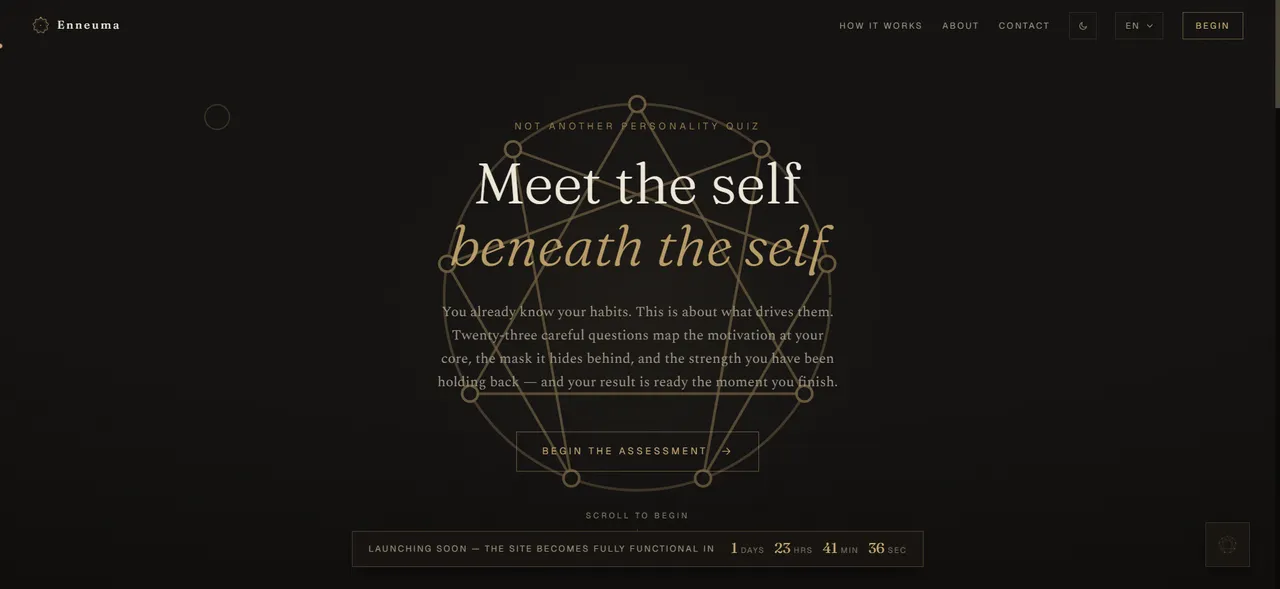 Enneuma
HOW IT WORKS
ABOUT
CONTACT
EN
BEGIN
NOT ANOTHER PERSONALITY QUIZ
Meet the self
beneath the self
You already know your habits. This is about what drives them.
Twenty-three careful questions map the motivation at your
core, the mask it hides behind, and the strength you have been
holding back — and your result is ready the moment you finish.
BEGIN THE ASSESSMENT →
SCROLL TO BEGIN
LAUNCHING SOON — THE SITE BECOMES FULLY FUNCTIONAL IN 1 DAYS 23 HRS 41 MIN 36 SEC